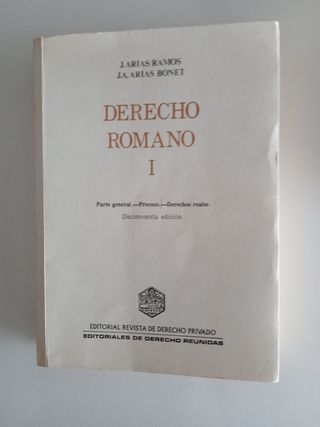 J. ARIAS RAMOS
J.A. ARIAS BONET
DERECHO
ROMANO
I
Parte general.—Proceso.—Derechos reales
Decimosexta edición
EDITORIAL REVISTA DE DERECHO PRIVADO
EDITORIALES DE DERECHO REUNIDAS